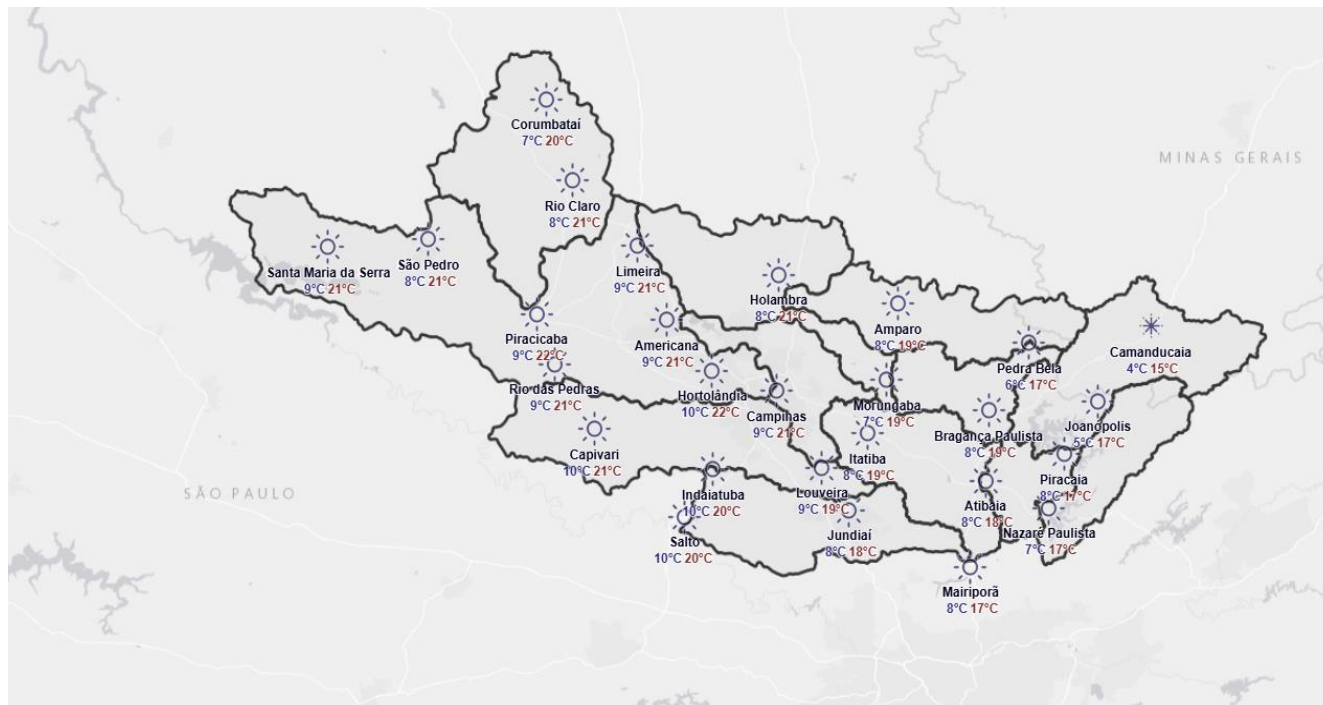 Corumbataí
7°C 20°C
MINAS GERAIS
Rio Claro
8°C 21°C
São Pedro
8°C 21°C
Santa Maria da Serra
9°C 21°C
Limeira
9°C 21°C
Holambra
8°C 21°C
Amparo
8°C 19°C
Piracicaba
9°C 22°C
Americana
9°C 21°C
Camanducaia
4°C 15°C
Pedra Bela
6°C 17°C
Rio das Pedras
9°C 21°C
Hortolândia
10°C 22°C
Campinas
9°C 21°C
Morungaba
7°C 19°C
Bragança Paulista
8°C 19°C
Joanópolis
5°C 17°C
Capivari
10°C 21°C
Itatiba
8°C 19°C
Piracaia
8°C 17°C
SÃO PAULO
Indaiatuba
10°C 20°C
Louveira
9°C 19°C
Atibaia
8°C 18°C
Nazaré Paulista
7°C 17°C
Salto
10°C 20°C
Jundiaí
8°C 18°C
Mairiporã
8°C 17°C